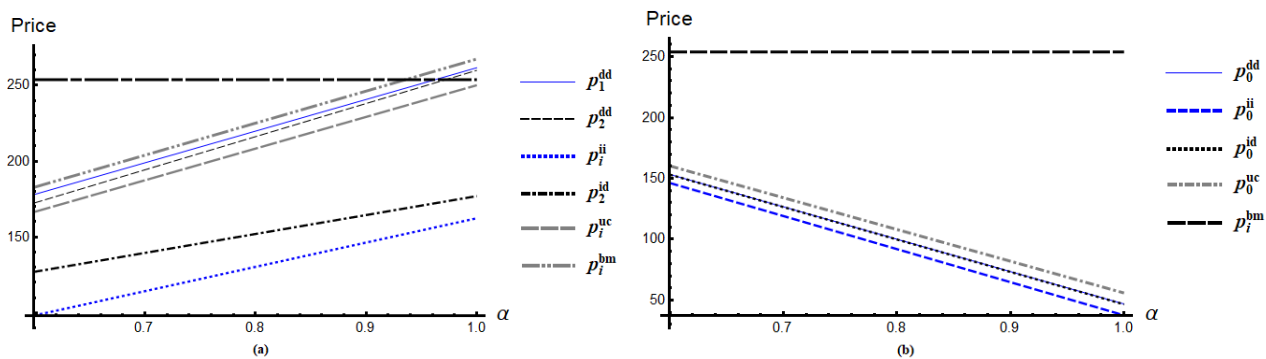 Price
250
200
150
0.7 0.8 0.9 1.0 α
(a)
p₁ᵈᵈ
p₂ᵈᵈ
pᵢⁱⁱ
p₂ⁱᵈ
pᵢᵘᶜ
pᵢᵇᵐ
Price
250
200
150
100
50
0.7 0.8 0.9 1.0 α
(b)
p₀ᵈᵈ
p₀ⁱⁱ
p₀ⁱᵈ
p₀ᵘᶜ
pᵢᵇᵐ